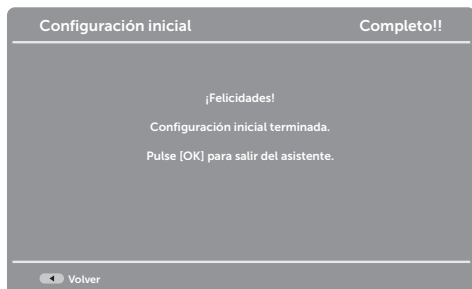 Configuración inicial Completo!!
¡Felicidades!
Configuración inicial terminada.
Pulse [OK] para salir del asistente.
Volver